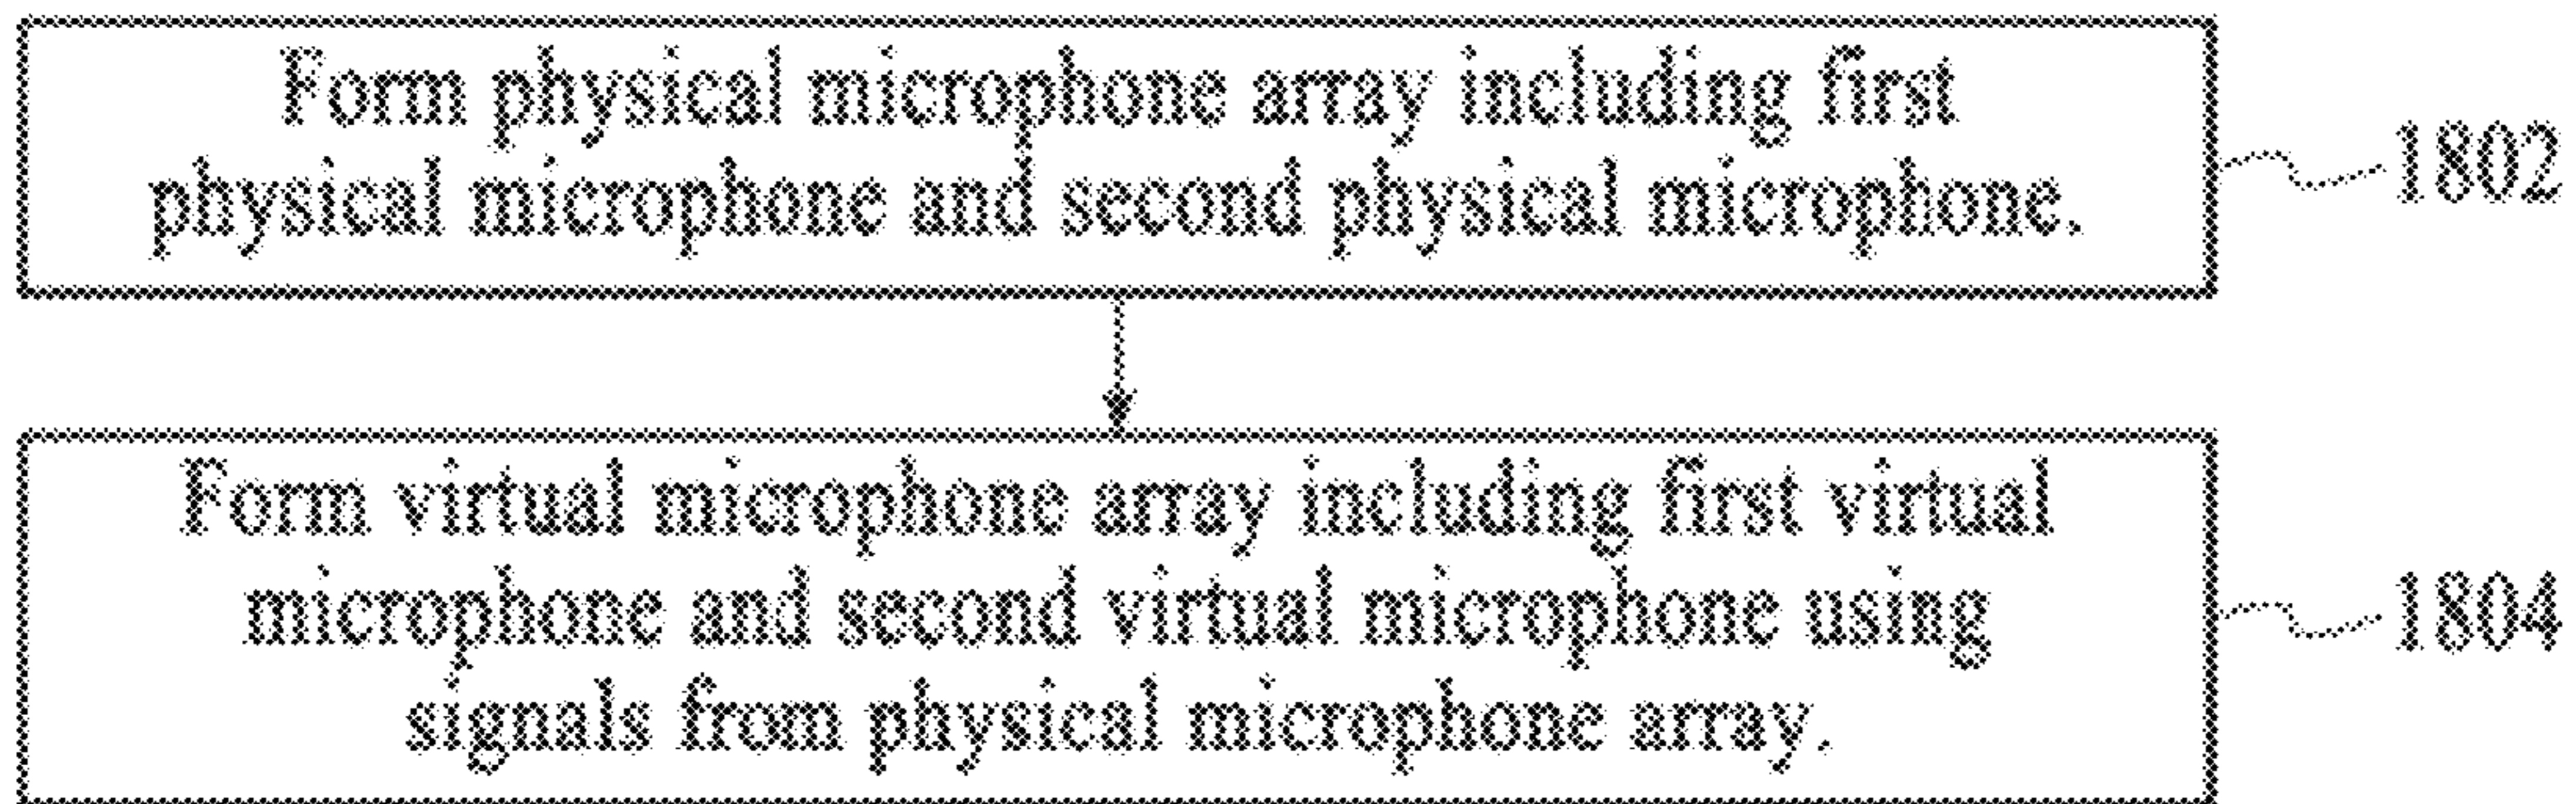 Form physical microphone array including first
physical microphone and second physical microphone.
1802
Form virtual microphone array including first virtual
microphone and second virtual microphone using
signals from physical microphone array.
1804